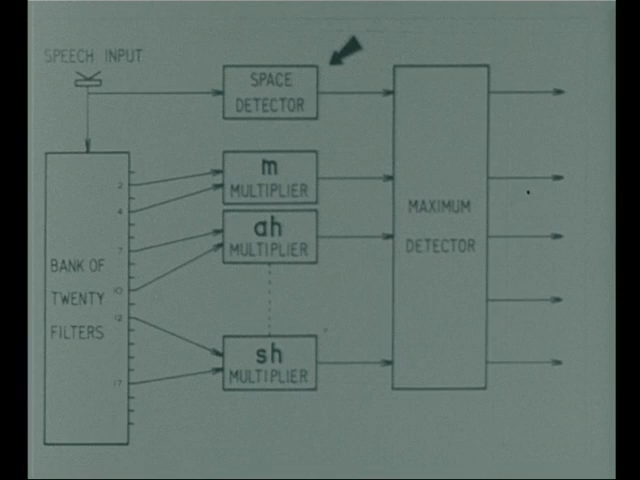 SPEECH INPUT
SPACE
DETECTOR
m
MULTIPLIER
ah
MULTIPLIER
sh
MULTIPLIER
MAXIMUM
DETECTOR
BANK OF
TWENTY
FILTERS
3
4
7
10
12
17